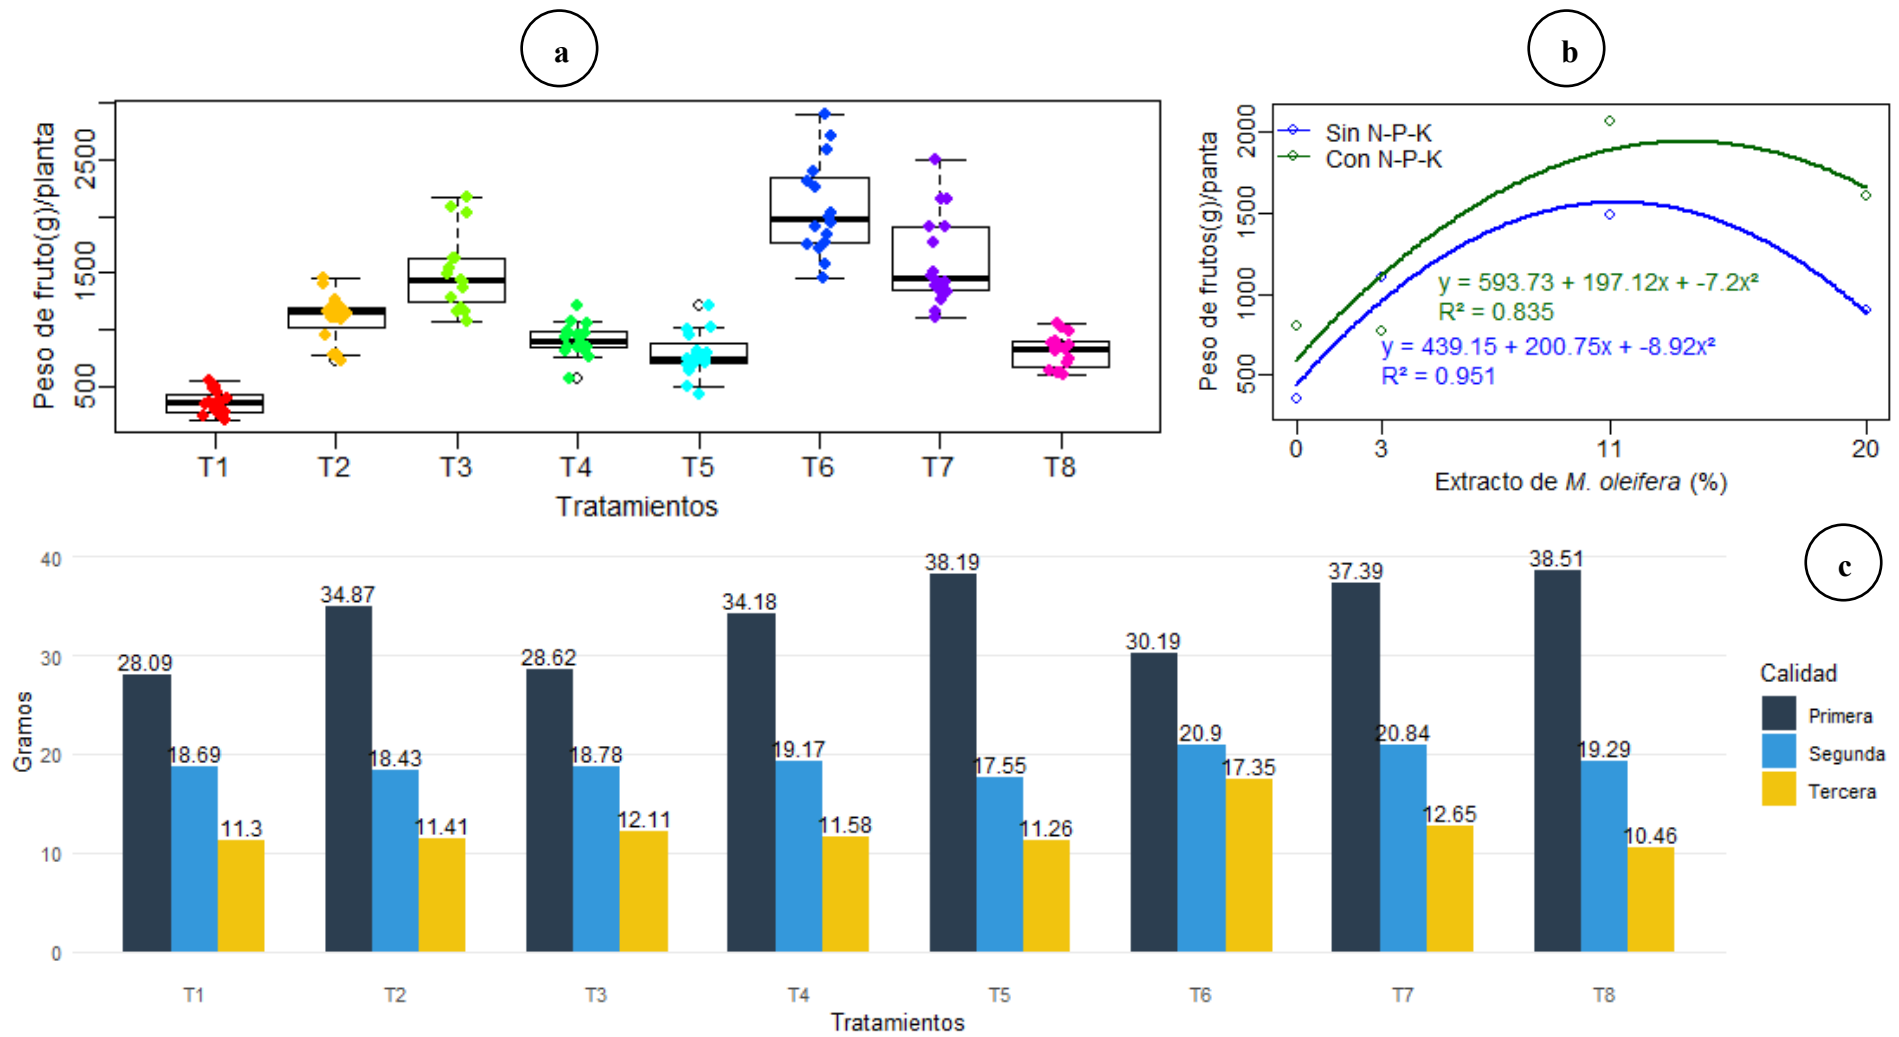 a
Peso de fruto(g)/planta
500
1500
2500
T1 T2 T3 T4 T5 T6 T7 T8
Tratamientos
b
Peso de frutos(g)/panta
500
1000
1500
2000
Sin N-P-K
Con N-P-K
y = 593.73 + 197.12x + -7.2x²
R² = 0.835
y = 439.15 + 200.75x + -8.92x²
R² = 0.951
0 3 11 20
Extracto de M. oleifera (%)
c
Gramos
40
30
20
10
0
28.09 18.69 11.3
34.87 18.43 11.41
28.62 18.78 12.11
34.18 19.17 11.58
38.19 17.55 11.26
30.19 20.9 17.35
37.39 20.84 12.65
38.51 19.29 10.46
T1 T2 T3 T4 T5 T6 T7 T8
Tratamientos
Calidad
Primera
Segunda
Tercera